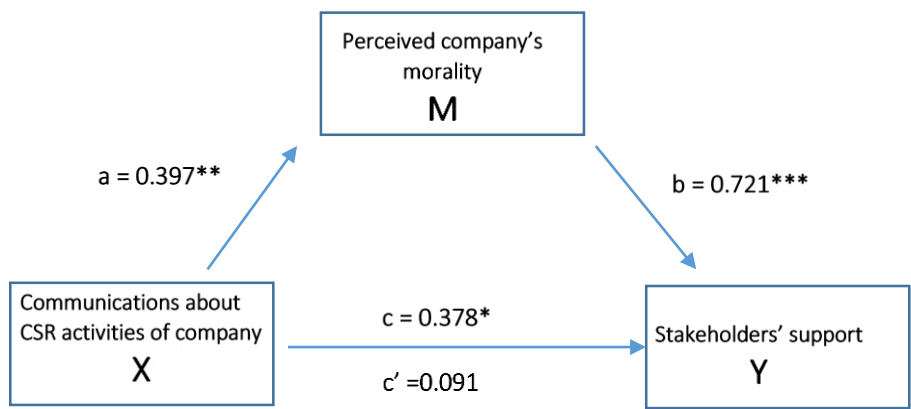 Perceived company’s
morality
M
a = 0.397**
b = 0.721***
Communications about
CSR activities of company
X
c = 0.378*
c’ =0.091
Stakeholders’ support
Y